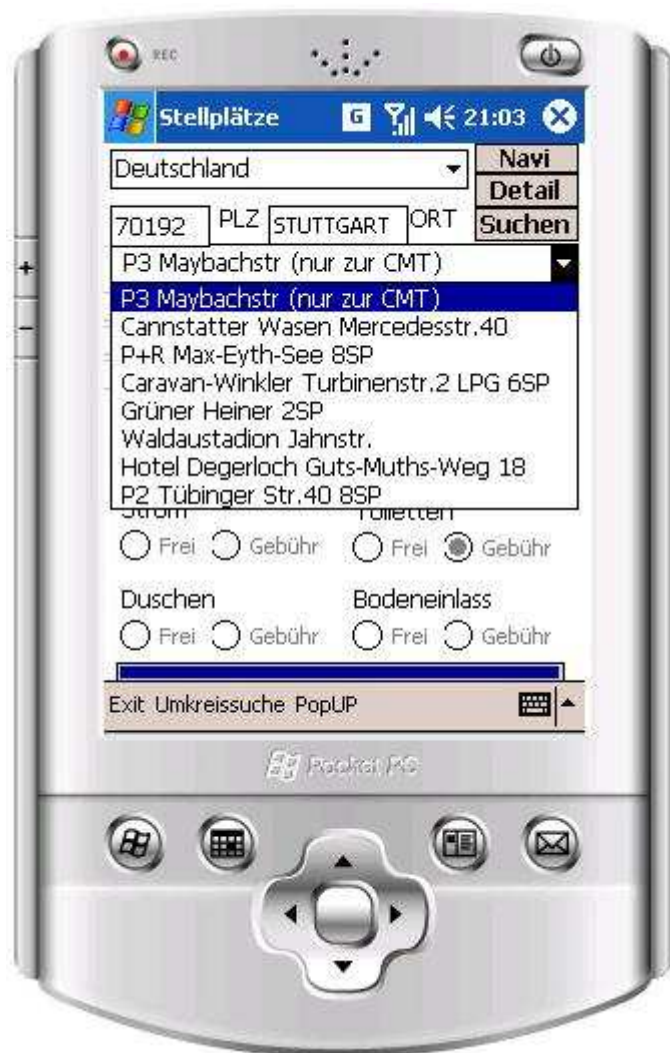 REC
Stellplätze G 21:03
Deutschland
Navi
Detail
70192 PLZ STUTTGART ORT Suchen
P3 Maybachstr (nur zur CMT)
P3 Maybachstr (nur zur CMT)
Cannstatter Wasen Mercedesstr.40
P+R Max-Eyth-See 8SP
Caravan-Winkler Turbinenstr.2 LPG 6SP
Grüner Heiner 2SP
Waldaustadion Jahnstr.
Hotel Degerloch Guts-Muths-Weg 18
P2 Tübinger Str.40 8SP
Strom Toiletten
Frei Gebühr Frei Gebühr
Duschen Bodeneinlass
Frei Gebühr Frei Gebühr
Exit Umkreissuche PopUP
Pocket PC
+
−